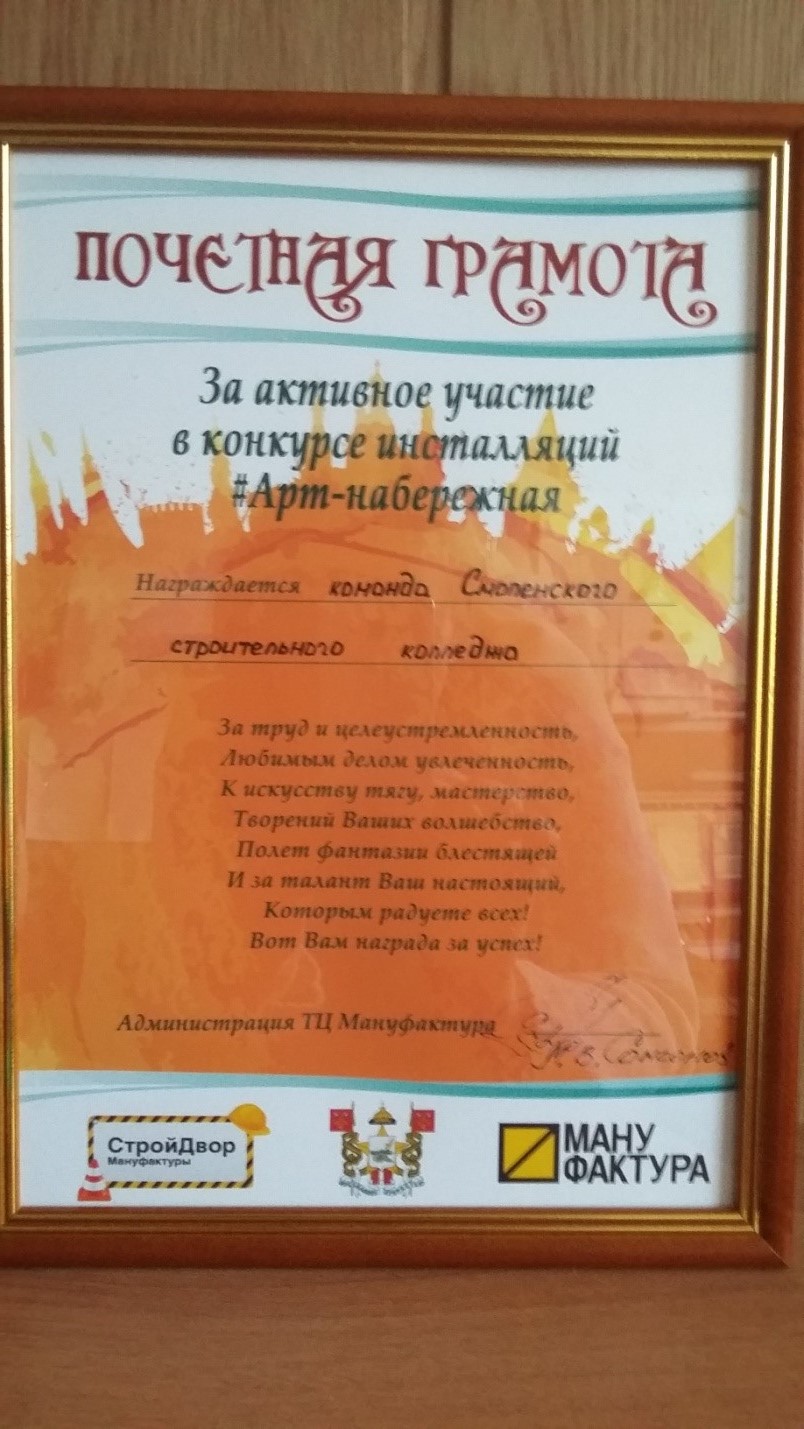 ПОЧЕТНАЯ ГРАМОТА
За активное участие
в конкурсе инсталляций
#Арт-набережная
Награждается команда Смоленского
строительного колледжа
За труд и целеустремленность,
Любимым делом увлеченность,
К искусству тягу, мастерство,
Творений Ваших волшебство,
Полет фантазии блестящей
И за талант Ваш настоящий,
Которым радуете всех!
Вот Вам награда за успех!
Администрация ТЦ Мануфактура
СтройДвор
Мануфактуры
МАНУ
ФАКТУРА